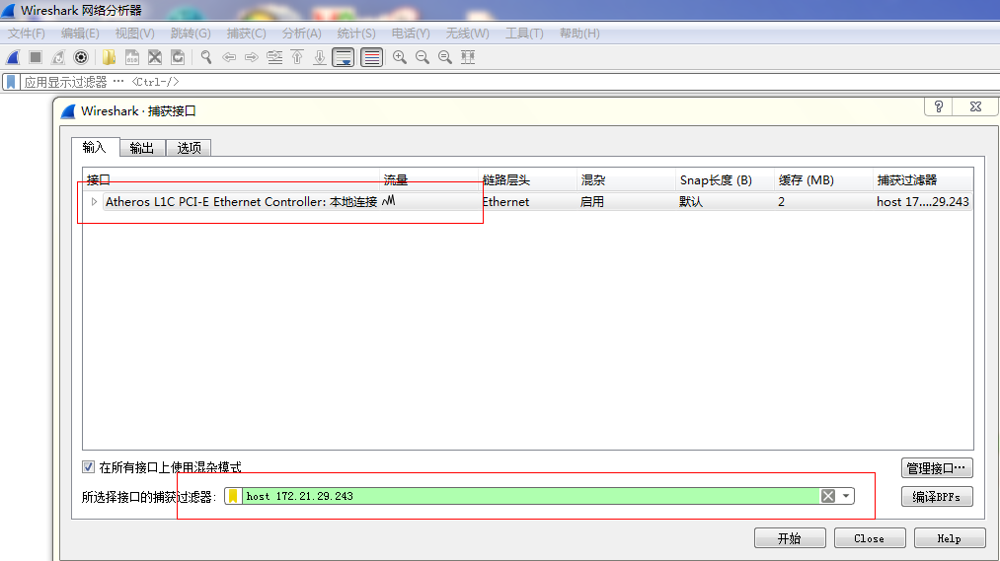 Wireshark 网络分析器
文件(F) 编辑(E) 视图(V) 跳转(G) 捕获(C) 分析(A) 统计(S) 电话(Y) 无线(W) 工具(T) 帮助(H)
应用显示过滤器 … <Ctrl-/>
Wireshark · 捕获接口
输入 输出 选项
接口 流量 链路层头 混杂 Snap长度 (B) 缓存 (MB) 捕获过滤器
Atheros L1C PCI-E Ethernet Controller: 本地连接 Ethernet 启用 默认 2 host 17....29.243
在所有接口上使用混杂模式 管理接口…
所选择接口的捕获过滤器: host 172.21.29.243 编译BPFs
开始 Close Help